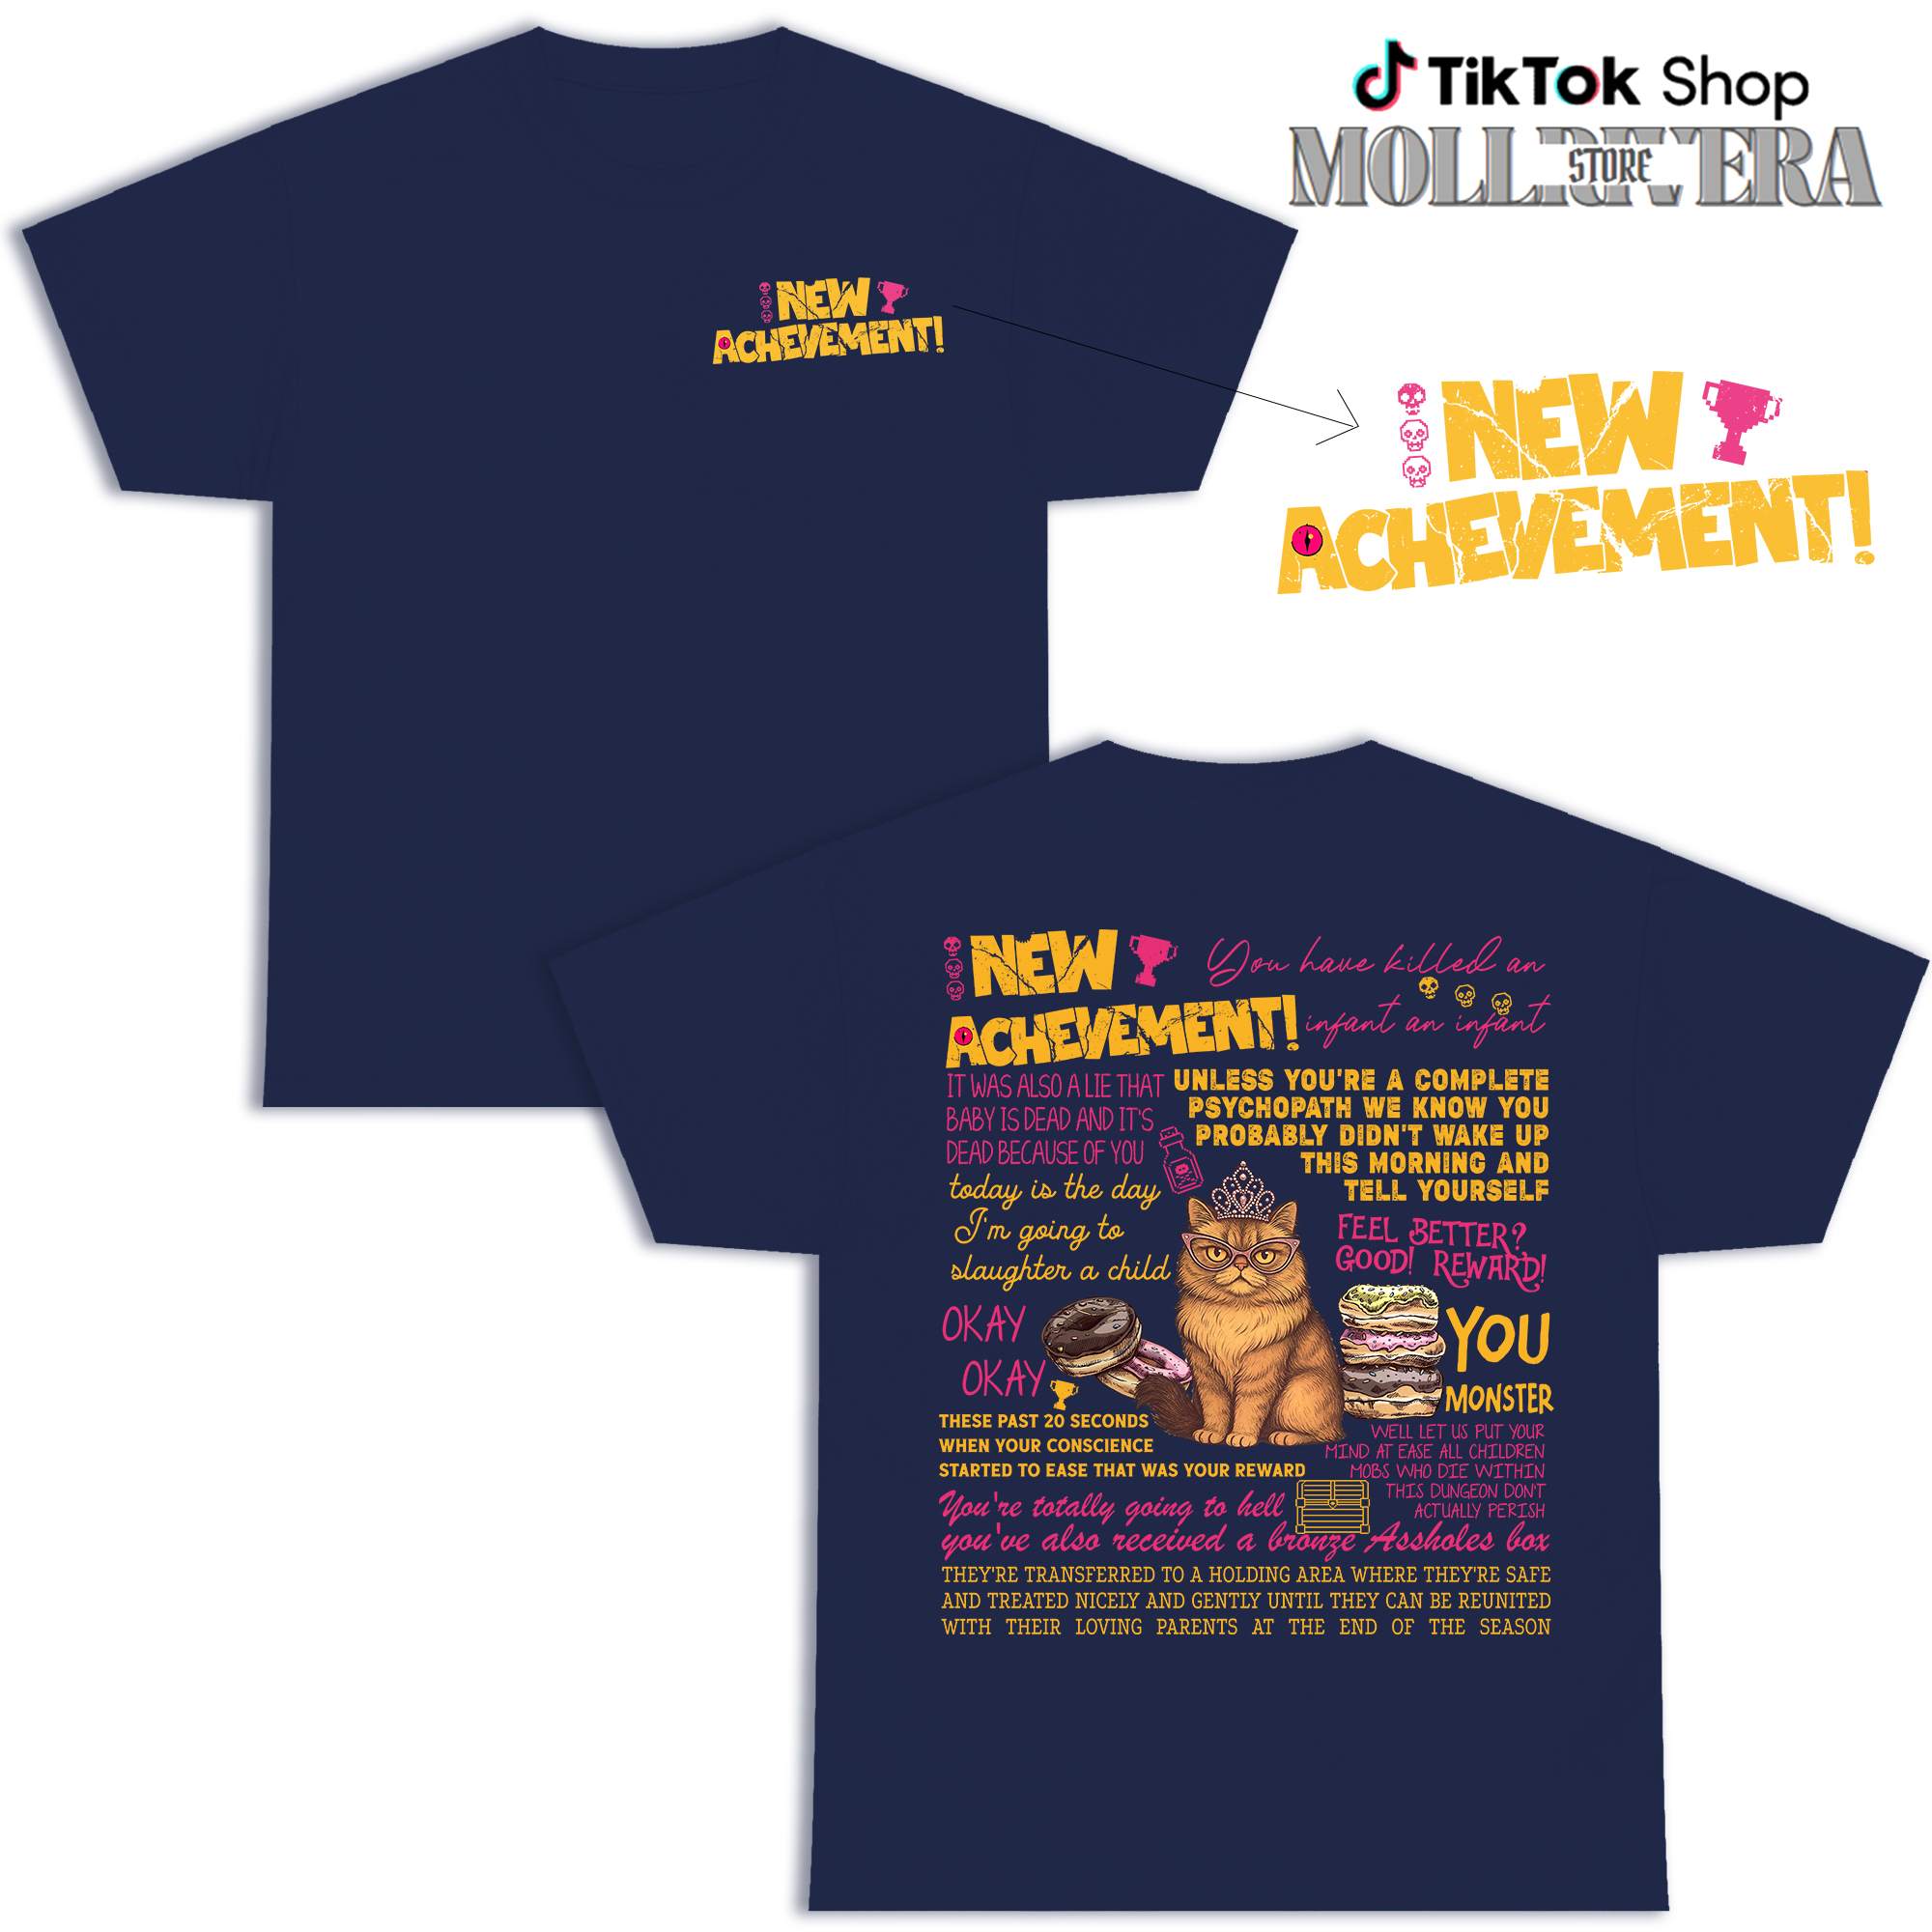 TikTok Shop
MOLLRIVERA
STORE
NEW
ACHEVEMENT!
NEW
ACHEVEMENT!
NEW
ACHEVEMENT!
You have killed an
infant an infant
IT WAS ALSO A LIE THAT
BABY IS DEAD AND IT'S
DEAD BECAUSE OF YOU
UNLESS YOU'RE A COMPLETE
PSYCHOPATH WE KNOW YOU
PROBABLY DIDN'T WAKE UP
THIS MORNING AND
TELL YOURSELF
today is the day
I'm going to
slaughter a child
FEEL BETTER?
GOOD! REWARD!
OKAY
OKAY
YOU
MONSTER
THESE PAST 20 SECONDS
WHEN YOUR CONSCIENCE
STARTED TO EASE THAT WAS YOUR REWARD
WELL LET US PUT YOUR
MIND AT EASE ALL CHILDREN
MOBS WHO DIE WITHIN
THIS DUNGEON DON'T
ACTUALLY PERISH
You're totally going to hell
you've also received a bronze Assholes box
THEY'RE TRANSFERRED TO A HOLDING AREA WHERE THEY'RE SAFE
AND TREATED NICELY AND GENTLY UNTIL THEY CAN BE REUNITED
WITH THEIR LOVING PARENTS AT THE END OF THE SEASON